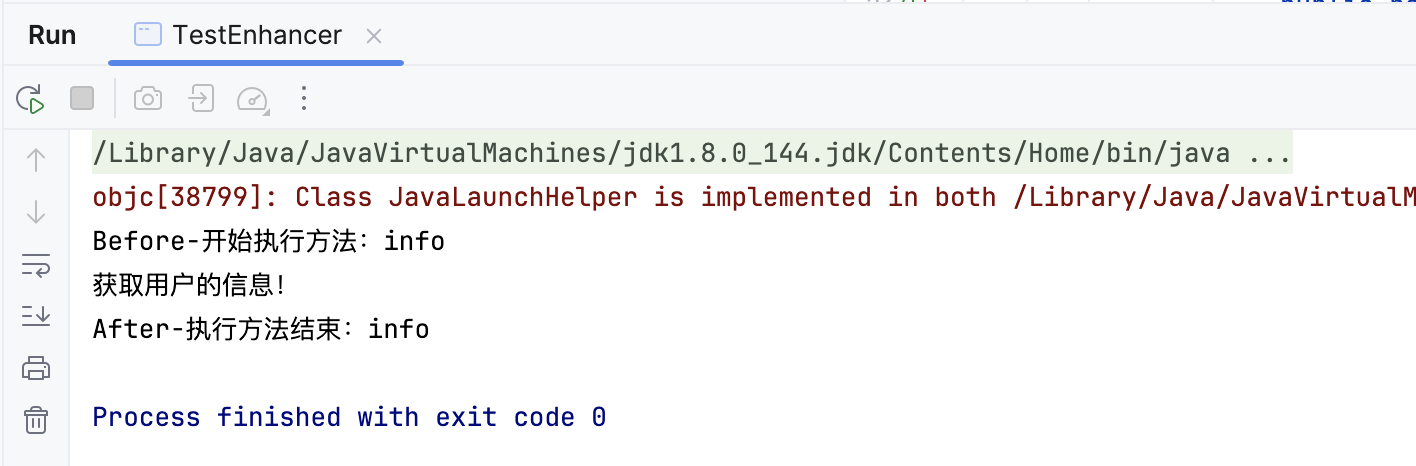 Run TestEnhancer
/Library/Java/JavaVirtualMachines/jdk1.8.0_144.jdk/Contents/Home/bin/java ...
objc[38799]: Class JavaLaunchHelper is implemented in both /Library/Java/JavaVirtualM
Before-开始执行方法：info
获取用户的信息！
After-执行方法结束：info
Process finished with exit code 0